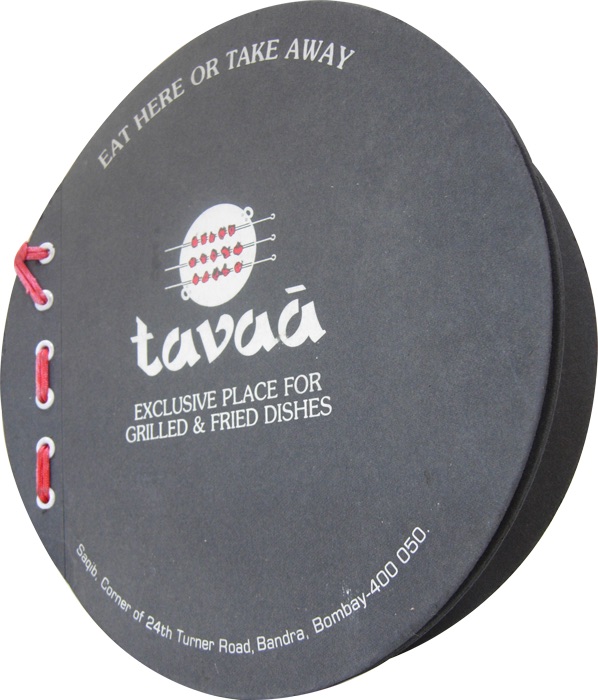 EAT HERE OR TAKE AWAY
tavaā
EXCLUSIVE PLACE FOR
GRILLED & FRIED DISHES
Saqib, Corner of 24th Turner Road, Bandra, Bombay-400 050.